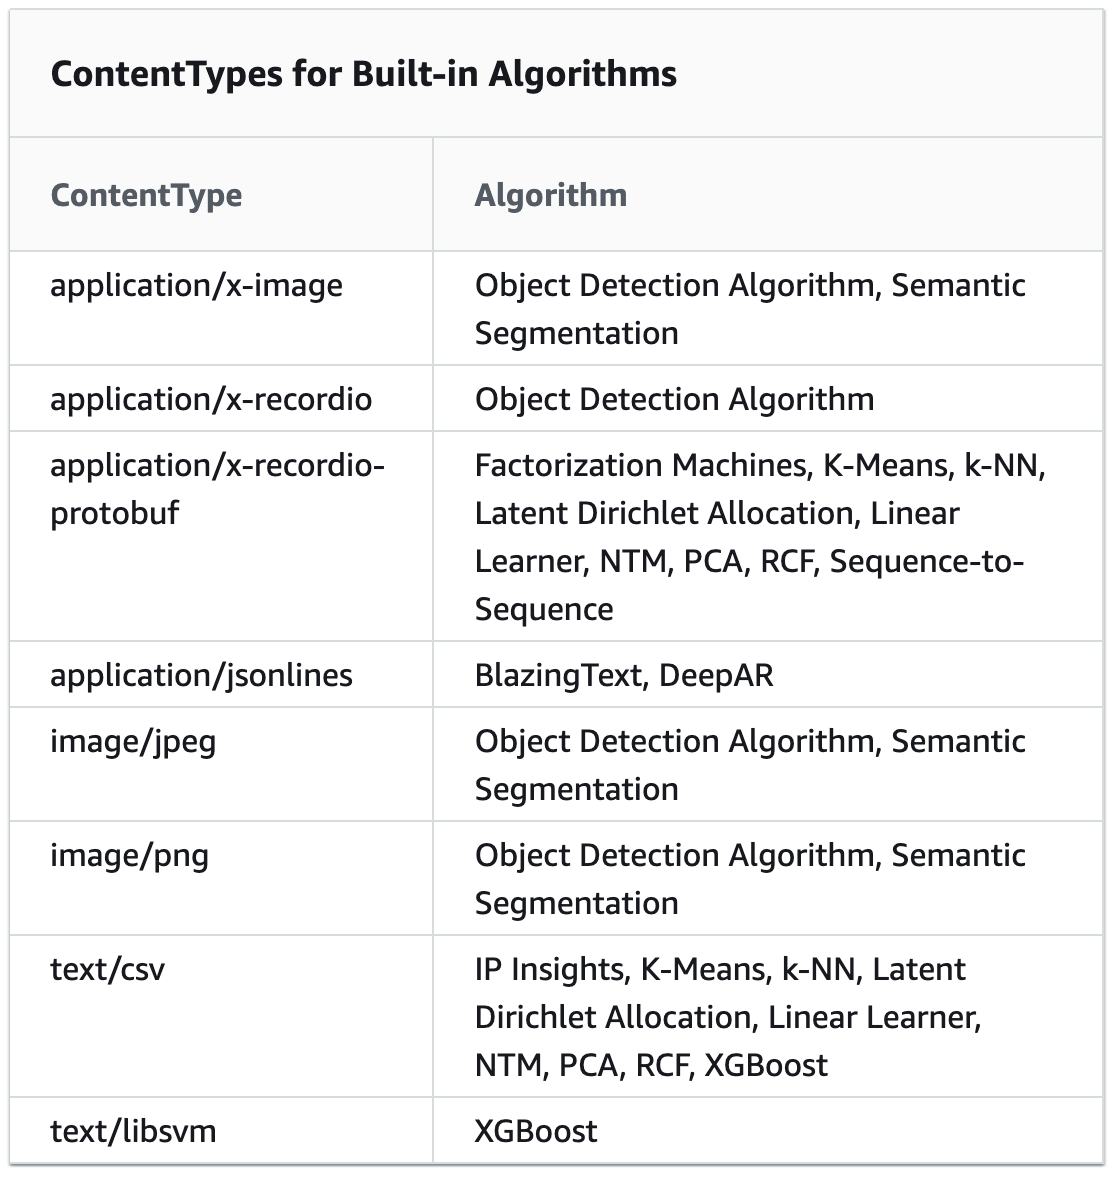 ContentTypes for Built-in Algorithms
ContentType
Algorithm
application/x-image
Object Detection Algorithm, Semantic
Segmentation
application/x-recordio
Object Detection Algorithm
application/x-recordio-
protobuf
Factorization Machines, K-Means, k-NN,
Latent Dirichlet Allocation, Linear
Learner, NTM, PCA, RCF, Sequence-to-
Sequence
application/jsonlines
BlazingText, DeepAR
image/jpeg
Object Detection Algorithm, Semantic
Segmentation
image/png
Object Detection Algorithm, Semantic
Segmentation
text/csv
IP Insights, K-Means, k-NN, Latent
Dirichlet Allocation, Linear Learner,
NTM, PCA, RCF, XGBoost
text/libsvm
XGBoost